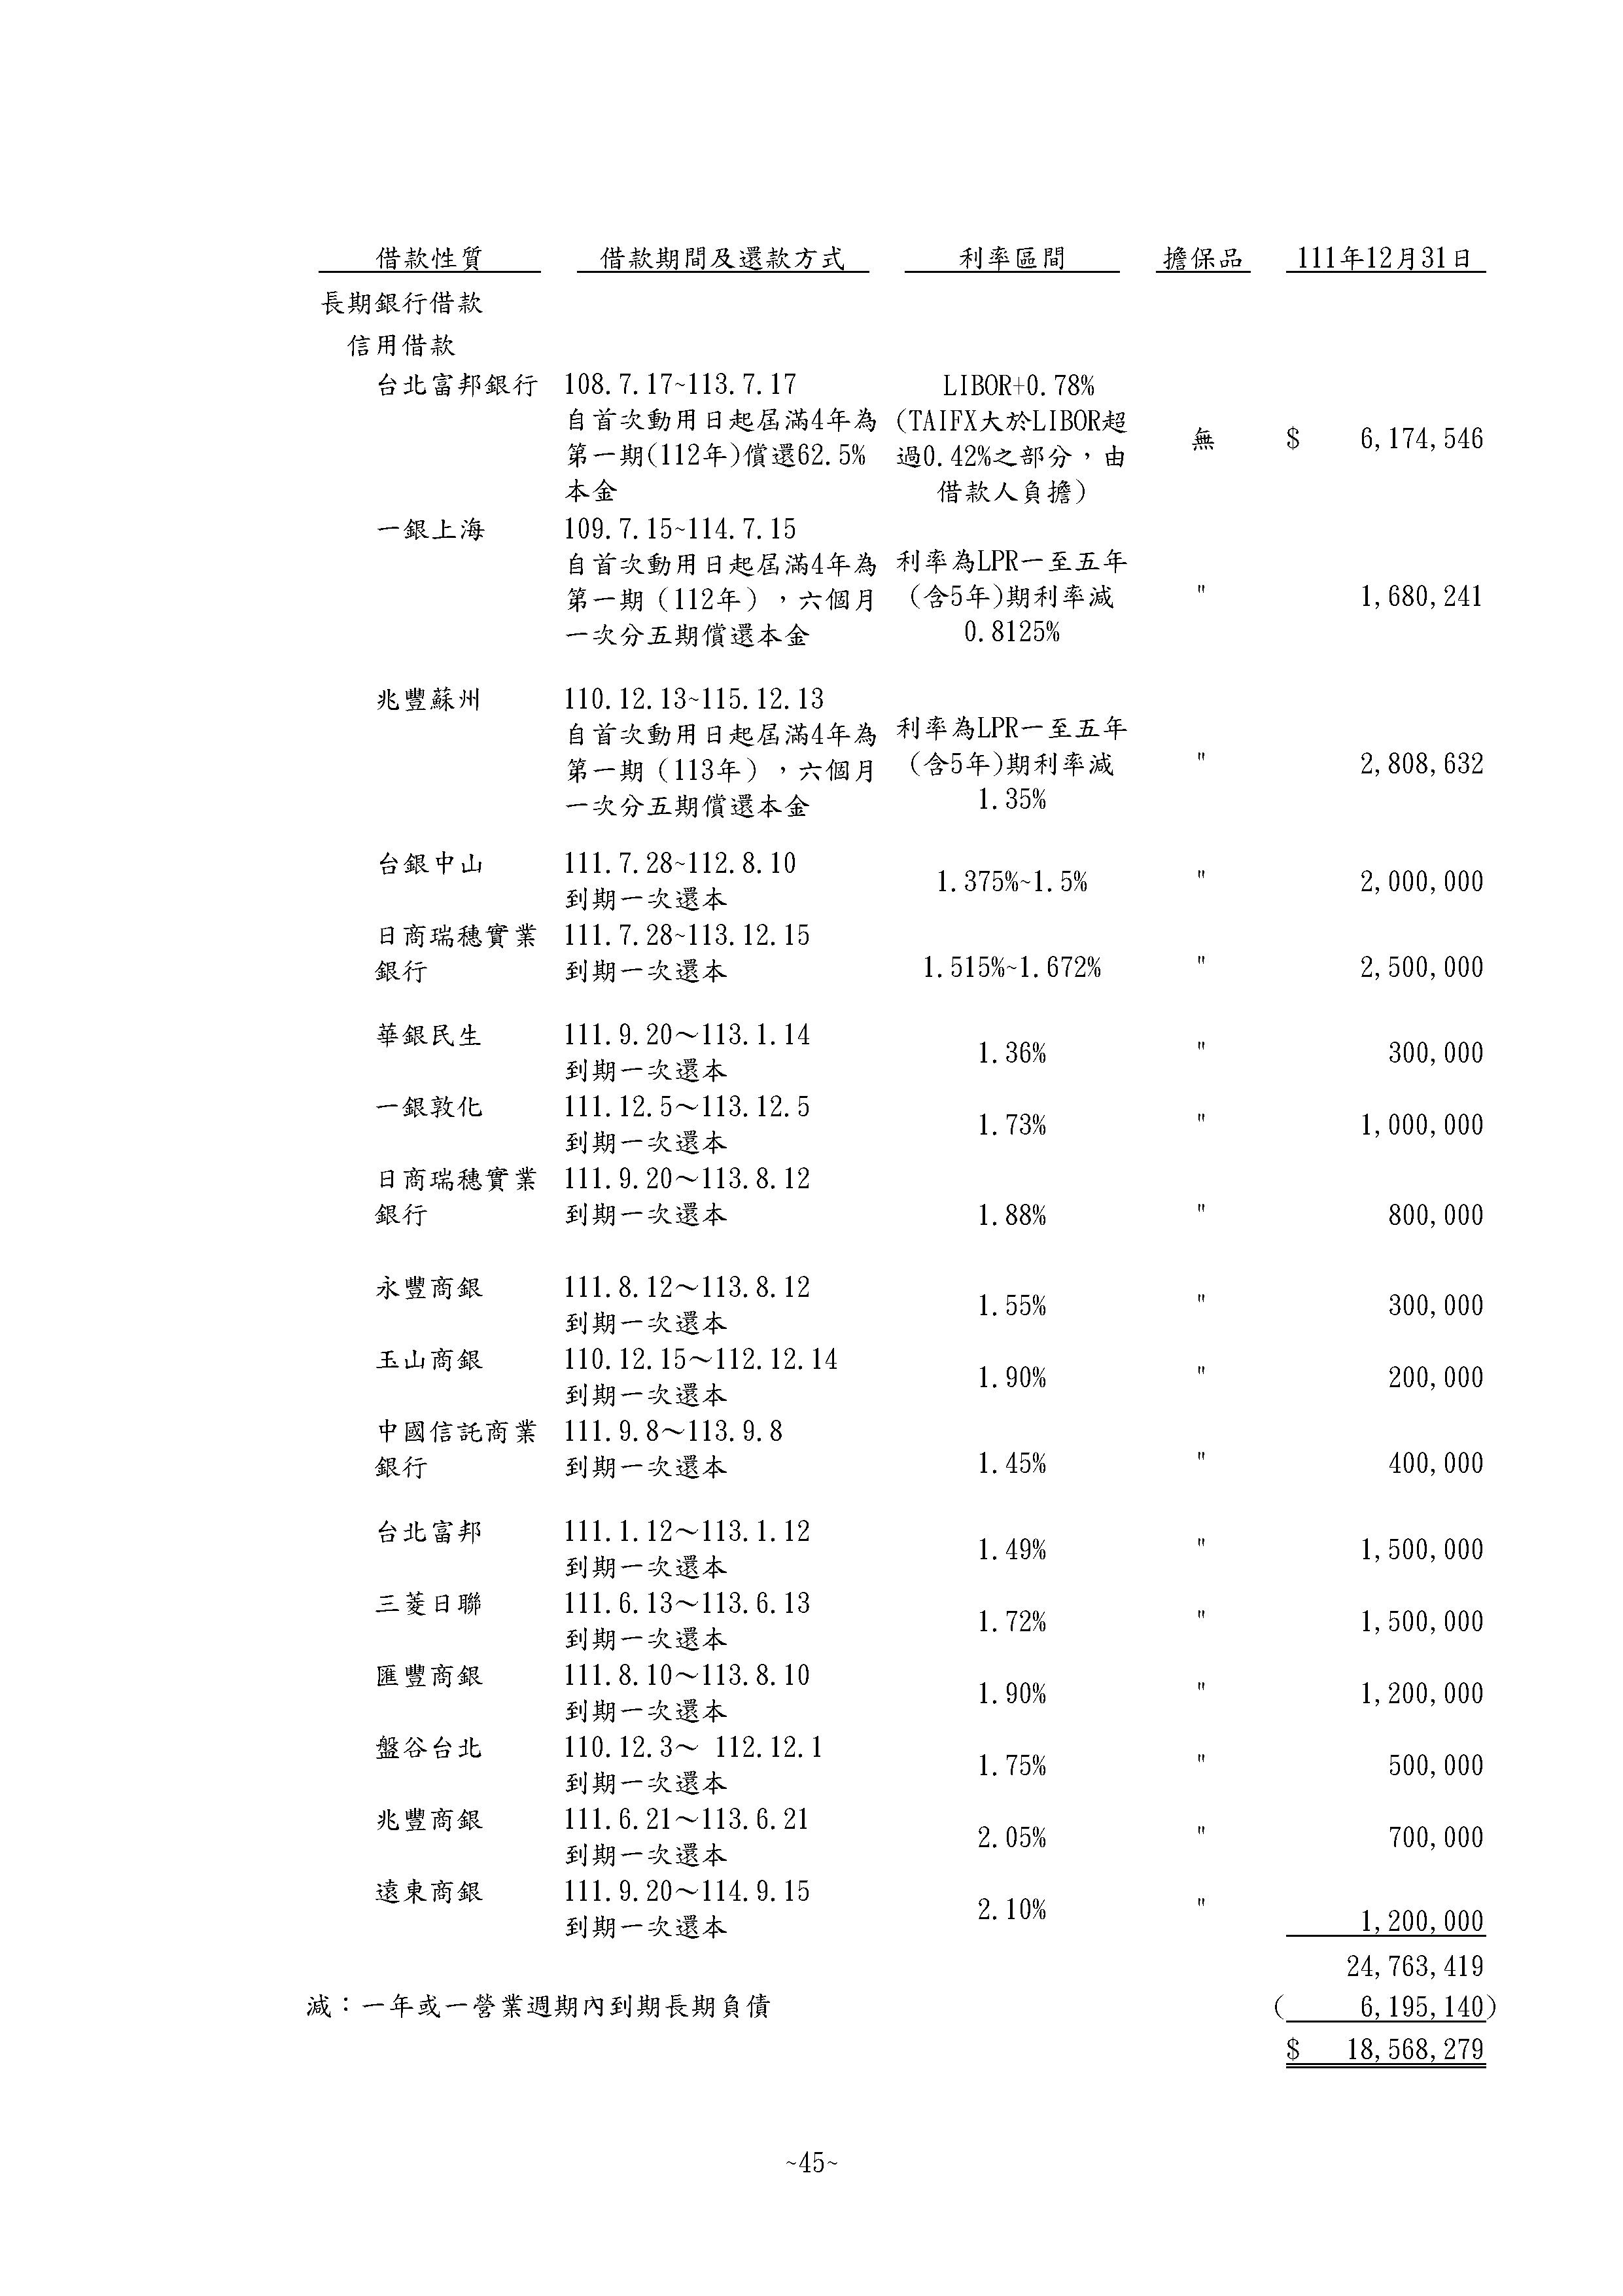 借款性質 借款期間及還款方式 利率區間 擔保品 111年12月31日
長期銀行借款
信用借款
台北富邦銀行 108.7.17~113.7.17 LIBOR+0.78%
自首次動用日起屆滿4年為 (TAIFX大於LIBOR超
無 $ 6,174,546
第一期(112年)償還62.5% 過0.42%之部分，由
本金 借款人負擔)
一銀上海 109.7.15~114.7.15
自首次動用日起屆滿4年為 利率為LPR一至五年
第一期（112年），六個月 (含5年)期利率減 " 1,680,241
一次分五期償還本金 0.8125%
兆豐蘇州 110.12.13~115.12.13
自首次動用日起屆滿4年為 利率為LPR一至五年
第一期（113年），六個月 (含5年)期利率減 " 2,808,632
一次分五期償還本金 1.35%
台銀中山 111.7.28~112.8.10
1.375%~1.5% " 2,000,000
到期一次還本
日商瑞穗實業 111.7.28~113.12.15
銀行 到期一次還本 1.515%~1.672% " 2,500,000
華銀民生 111.9.20～113.1.14
1.36% " 300,000
到期一次還本
一銀敦化 111.12.5～113.12.5
1.73% " 1,000,000
到期一次還本
日商瑞穗實業 111.9.20～113.8.12
銀行 到期一次還本 1.88% " 800,000
永豐商銀 111.8.12～113.8.12
1.55% " 300,000
到期一次還本
玉山商銀 110.12.15～112.12.14
1.90% " 200,000
到期一次還本
中國信託商業 111.9.8～113.9.8
銀行 到期一次還本 1.45% " 400,000
台北富邦 111.1.12～113.1.12
1.49% " 1,500,000
到期一次還本
三菱日聯 111.6.13～113.6.13
1.72% " 1,500,000
到期一次還本
匯豐商銀 111.8.10～113.8.10
1.90% " 1,200,000
到期一次還本
盤谷台北 110.12.3～ 112.12.1
1.75% " 500,000
到期一次還本
兆豐商銀 111.6.21～113.6.21
2.05% " 700,000
到期一次還本
遠東商銀 111.9.20～114.9.15
2.10% "
到期一次還本 1,200,000
24,763,419
減：一年或一營業週期內到期長期負債 ( 6,195,140)
$ 18,568,279
~45~